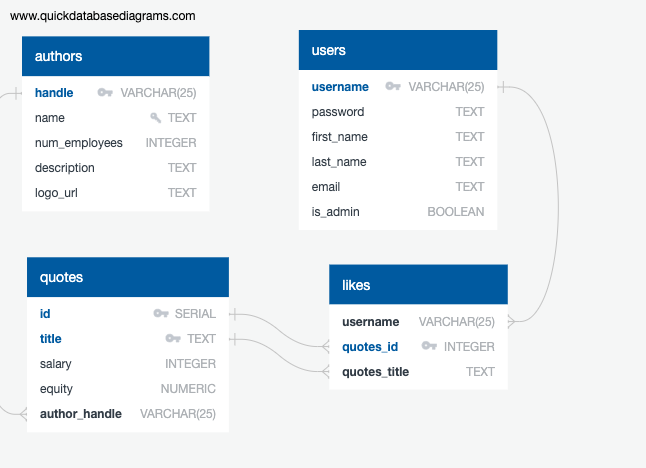 www.quickdatabasediagrams.com
authors
handle VARCHAR(25)
name TEXT
num_employees INTEGER
description TEXT
logo_url TEXT
users
username VARCHAR(25)
password TEXT
first_name TEXT
last_name TEXT
email TEXT
is_admin BOOLEAN
quotes
id SERIAL
title TEXT
salary INTEGER
equity NUMERIC
author_handle VARCHAR(25)
likes
username VARCHAR(25)
quotes_id INTEGER
quotes_title TEXT